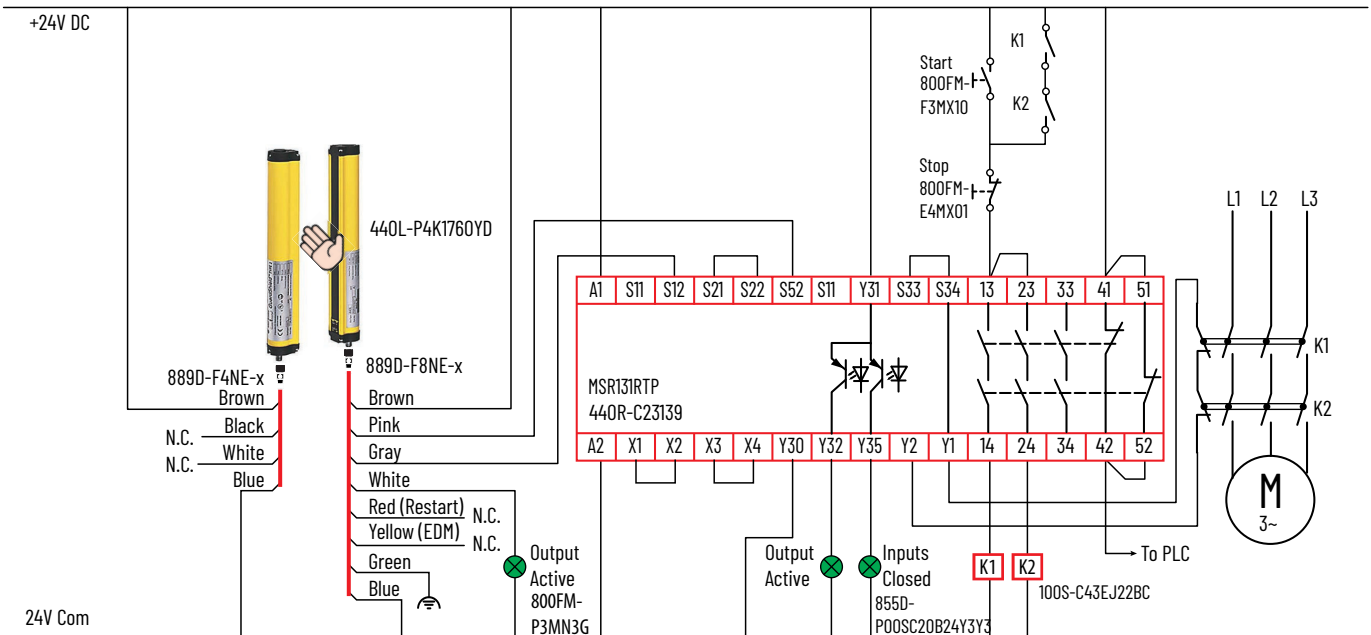 +24V DC
Start
800FM-
F3MX10
K1
K2
Stop
800FM-
E4MX01
L1 L2 L3
440L-P4K1760YD
A1 S11 S12 S21 S22 S52 S11 Y31 S33 S34 13 23 33 41 51
MSR131RTP
440R-C23139
A2 X1 X2 X3 X4 Y30 Y32 Y35 Y2 Y1 14 24 34 42 52
K1
K2
M
3~
889D-F4NE-x
Brown
N.C. Black
N.C. White
Blue
889D-F8NE-x
Brown
Pink
Gray
White
Red (Restart) N.C.
Yellow (EDM) N.C.
Green
Blue
Output
Active
800FM-
P3MN3G
Output
Active
Inputs
Closed
855D-
P00SC20B24Y3Y3
K1 K2
100S-C43EJ22BC
To PLC
24V Com